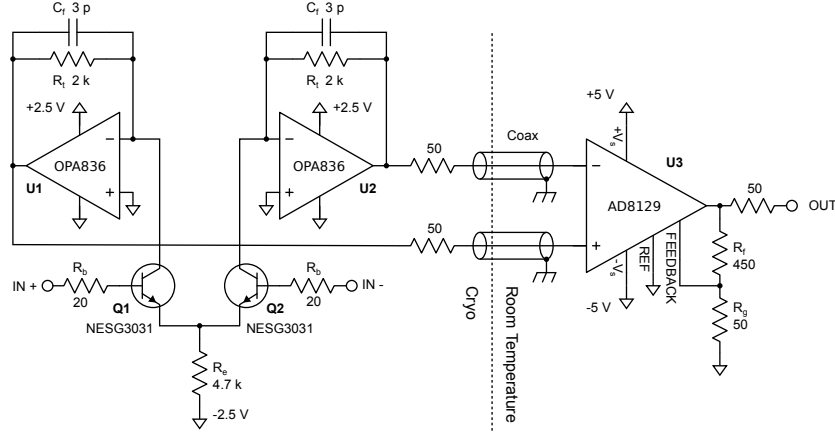 Cf 3 p
Rt 2 k
+2.5 V
OPA836
U1
Cf 3 p
Rt 2 k
+2.5 V
OPA836
U2
50
Coax
50
+5 V
+Vs
U3
AD8129
-Vs
REF
FEEDBACK
-5 V
50
OUT
Rf
450
Rg
50
IN +
Rb
20
Q1
NESG3031
Rb
20
IN -
Q2
NESG3031
Re
4.7 k
-2.5 V
Cryo
Room Temperature